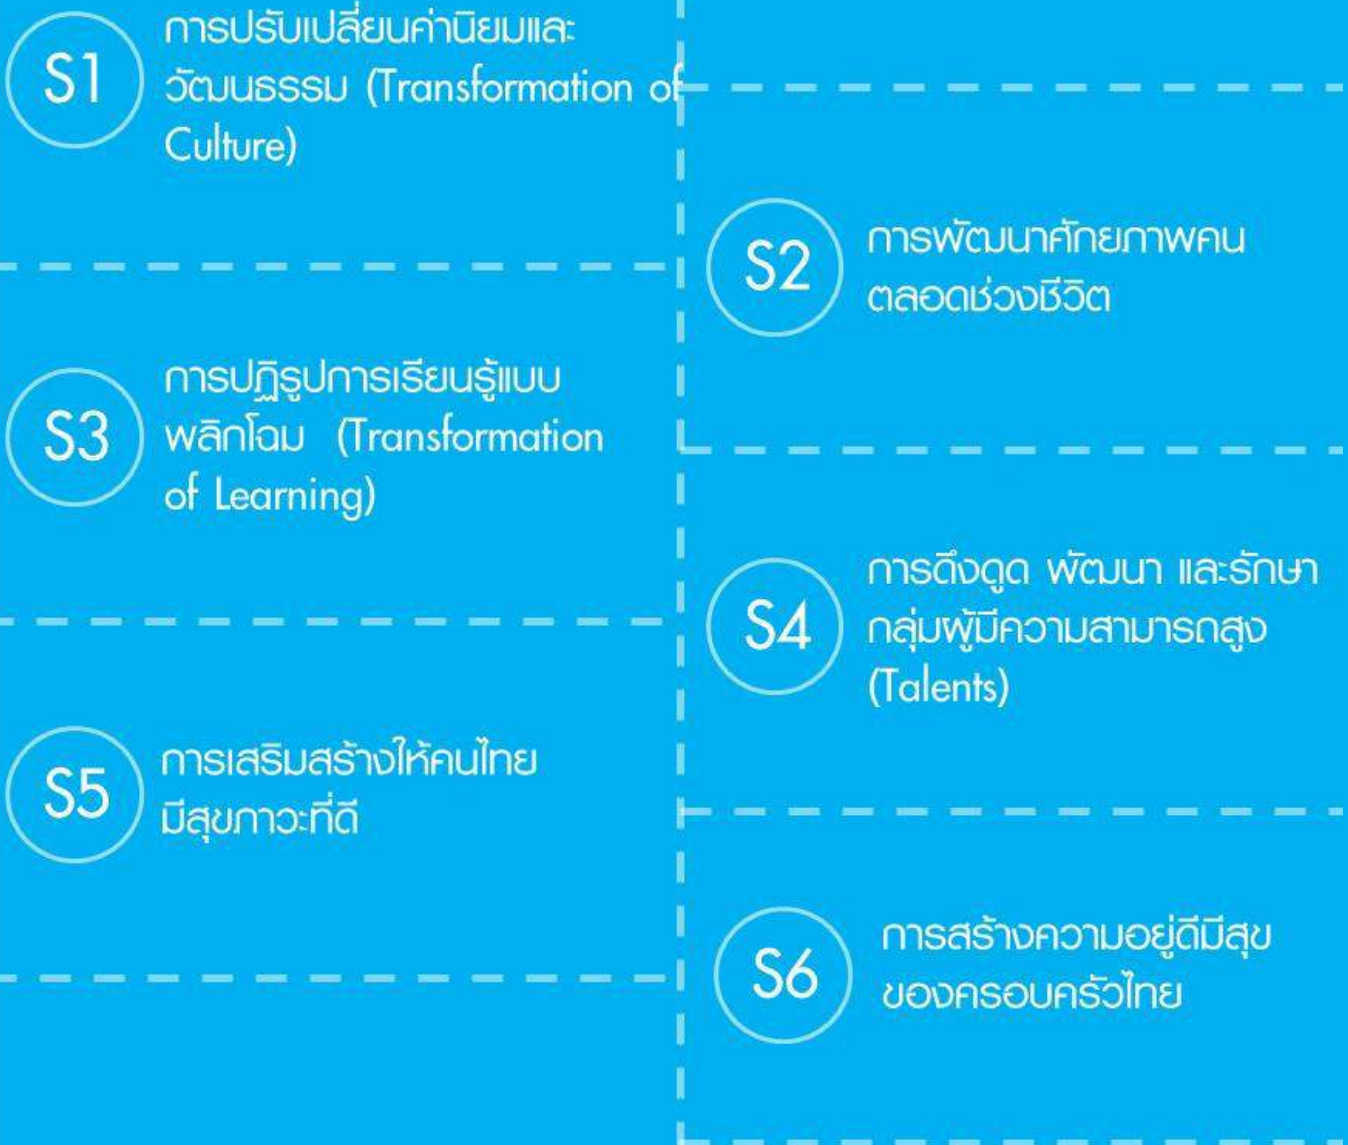 S1
การปรับเปลี่ยนค่านิยมและ
วัฒนธรรม (Transformation of
Culture)
S2
การพัฒนาศักยภาพคน
ตลอดช่วงชีวิต
S3
การปฏิรูปการเรียนรู้แบบ
พลิกโฉม (Transformation
of Learning)
S4
การดึงดูด พัฒนา และรักษา
กลุ่มผู้มีความสามารถสูง
(Talents)
S5
การเสริมสร้างให้คนไทย
มีสุขภาวะที่ดี
S6
การสร้างความอยู่ดีมีสุข
ของครอบครัวไทย